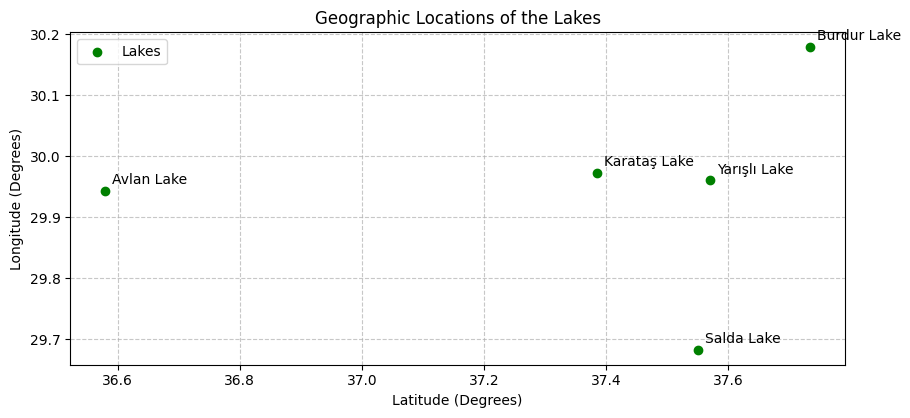 Geographic Locations of the Lakes
Lakes
Burdur Lake
Karataş Lake
Yarışlı Lake
Avlan Lake
Salda Lake
30.2
30.1
30.0
29.9
29.8
29.7
Longitude (Degrees)
36.6 36.8 37.0 37.2 37.4 37.6
Latitude (Degrees)